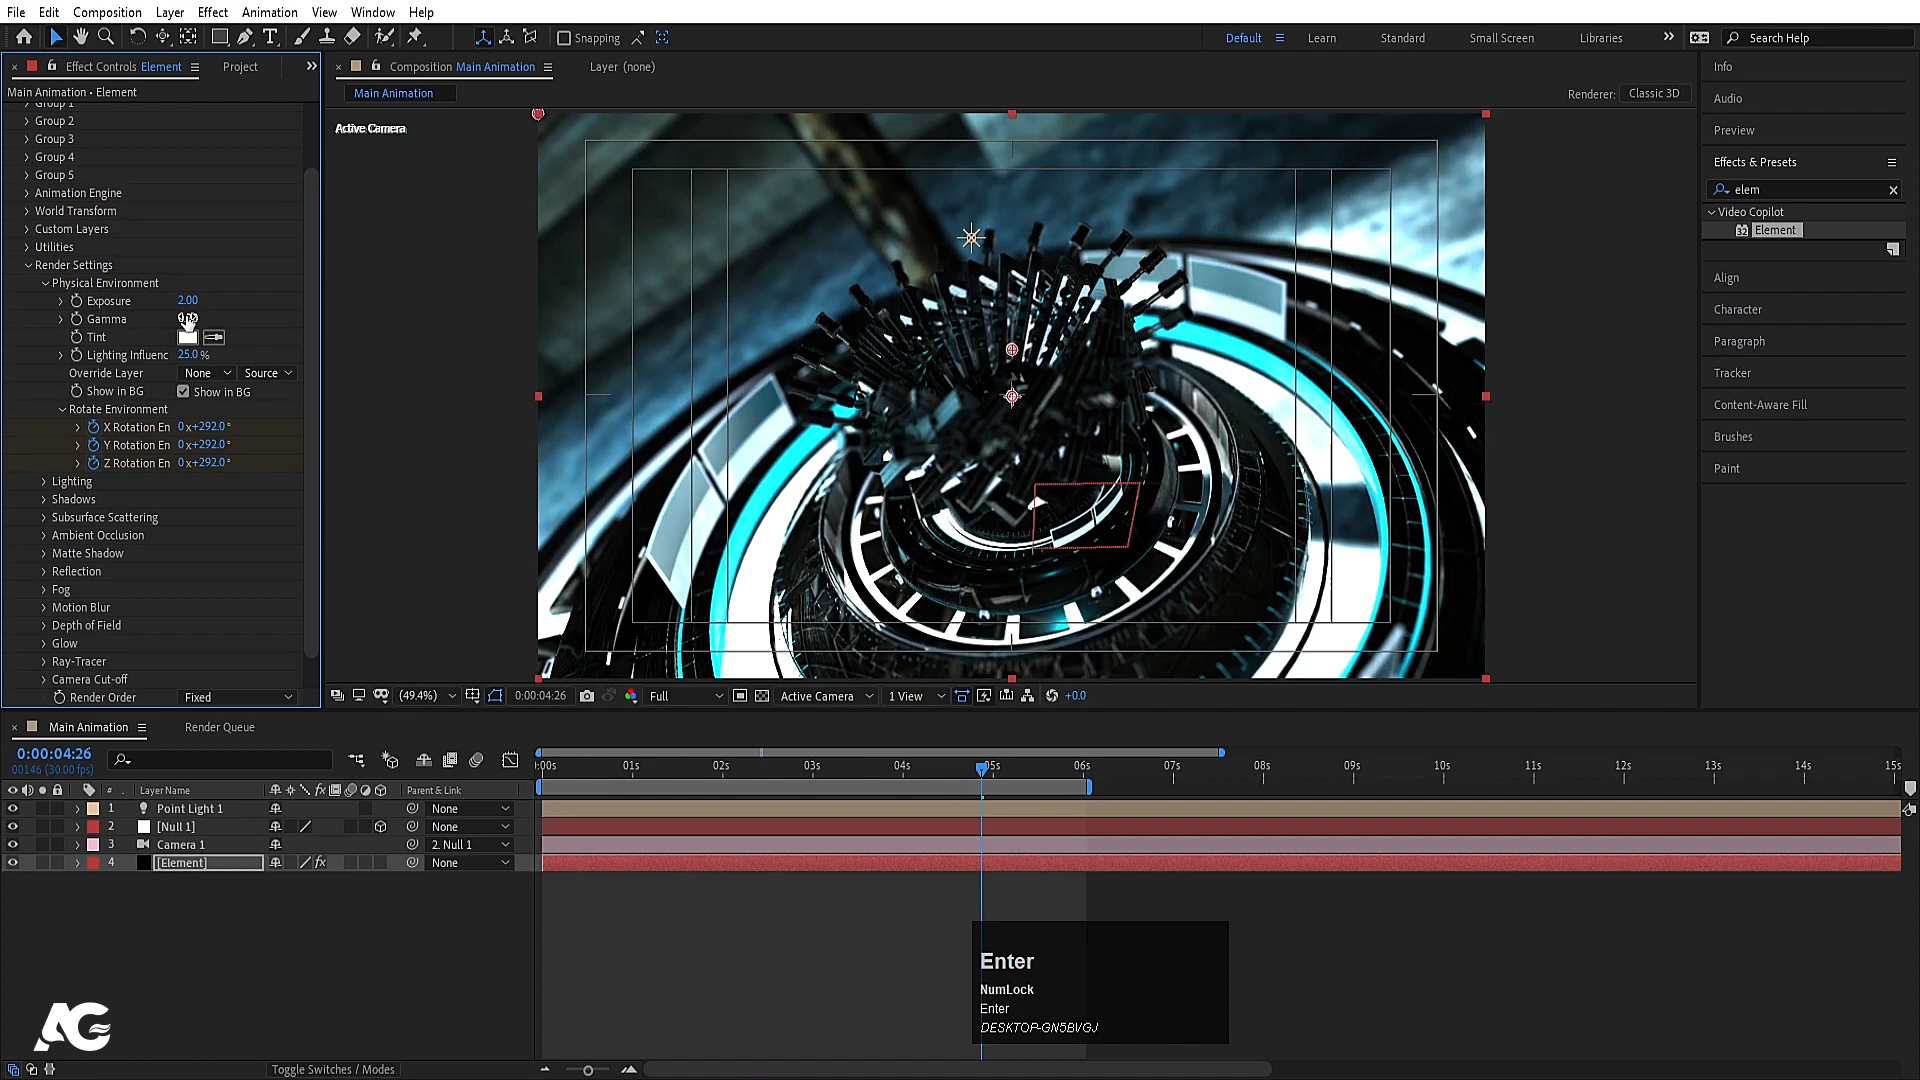 File Edit Composition Layer Effect Animation View Window Help
Snapping
Default Learn Standard Small Screen Libraries Search Help
Effect Controls Element Project
Main Animation • Element
Group 1
Group 2
Group 3
Group 4
Group 5
Animation Engine
World Transform
Custom Layers
Utilities
Render Settings
Physical Environment
Exposure 2.00
Gamma
Tint
Lighting Influenc 25.0 %
Override Layer None Source
Show in BG Show in BG
Rotate Environment
X Rotation En 0 x+292.0°
Y Rotation En 0 x+292.0°
Z Rotation En 0 x+292.0°
Lighting
Shadows
Subsurface Scattering
Ambient Occlusion
Matte Shadow
Reflection
Fog
Motion Blur
Depth of Field
Glow
Ray-Tracer
Camera Cut-off
Render Order Fixed
Composition Main Animation Layer (none)
Main Animation
Renderer: Classic 3D
Active Camera
(49.4%) 0:00:04:26 Full Active Camera 1 View +0.0
Info
Audio
Preview
Effects & Presets
elem
Video Copilot
32 Element
Align
Character
Paragraph
Tracker
Content-Aware Fill
Brushes
Paint
Main Animation Render Queue
0:00:04:26
00146 (30.00 fps)
:00s 01s 02s 03s 04s 05s 06s 07s 08s 09s 10s 11s 12s 13s 14s 15s
# . Layer Name fx Parent & Link
1 Point Light 1 None
2 [Null 1] None
3 Camera 1 2. Null 1
4 [Element] fx None
Enter
NumLock
Enter
DESKTOP-GN5BVGJ
AG
Toggle Switches / Modes